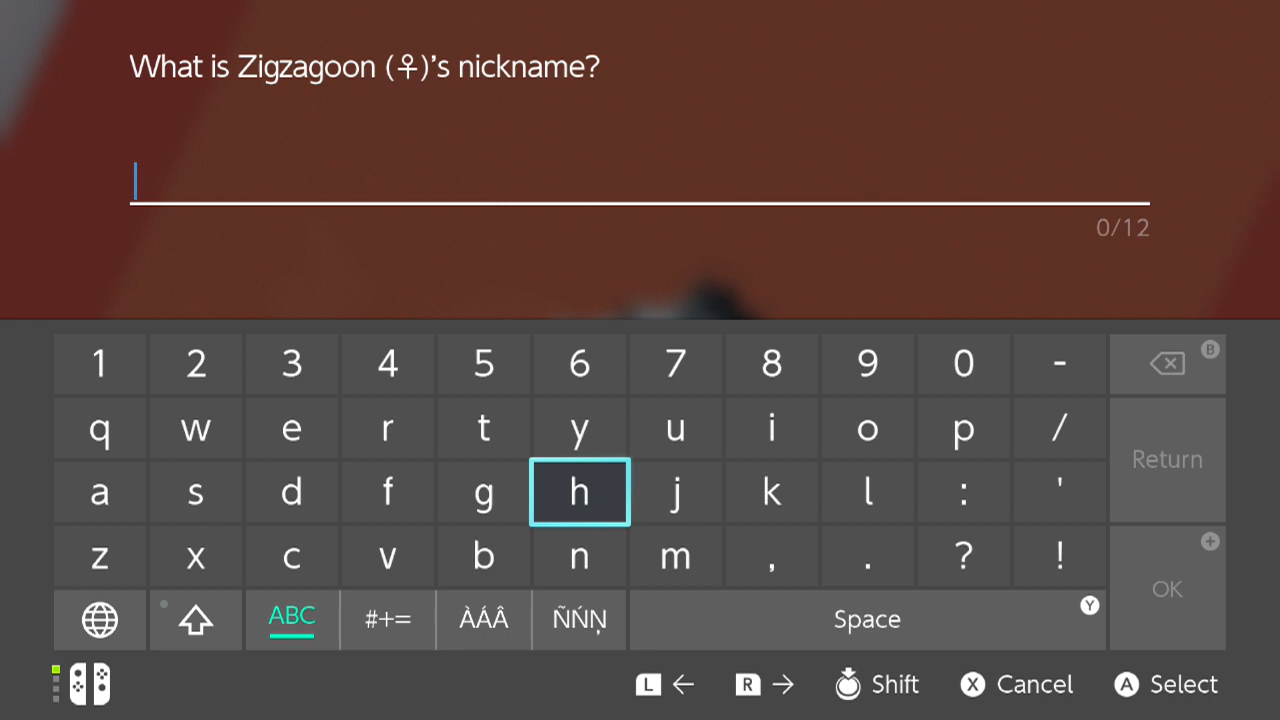 What is Zigzagoon (♀)'s nickname?
0/12
1 2 3 4 5 6 7 8 9 0 - B
q w e r t y u i o p /
Return
a s d f g h j k l : '
z x c v b n m , . ? ! +
OK
ABC #+= ÀÁÂ ÑŃŅ Space Y
L ← R → Shift X Cancel A Select